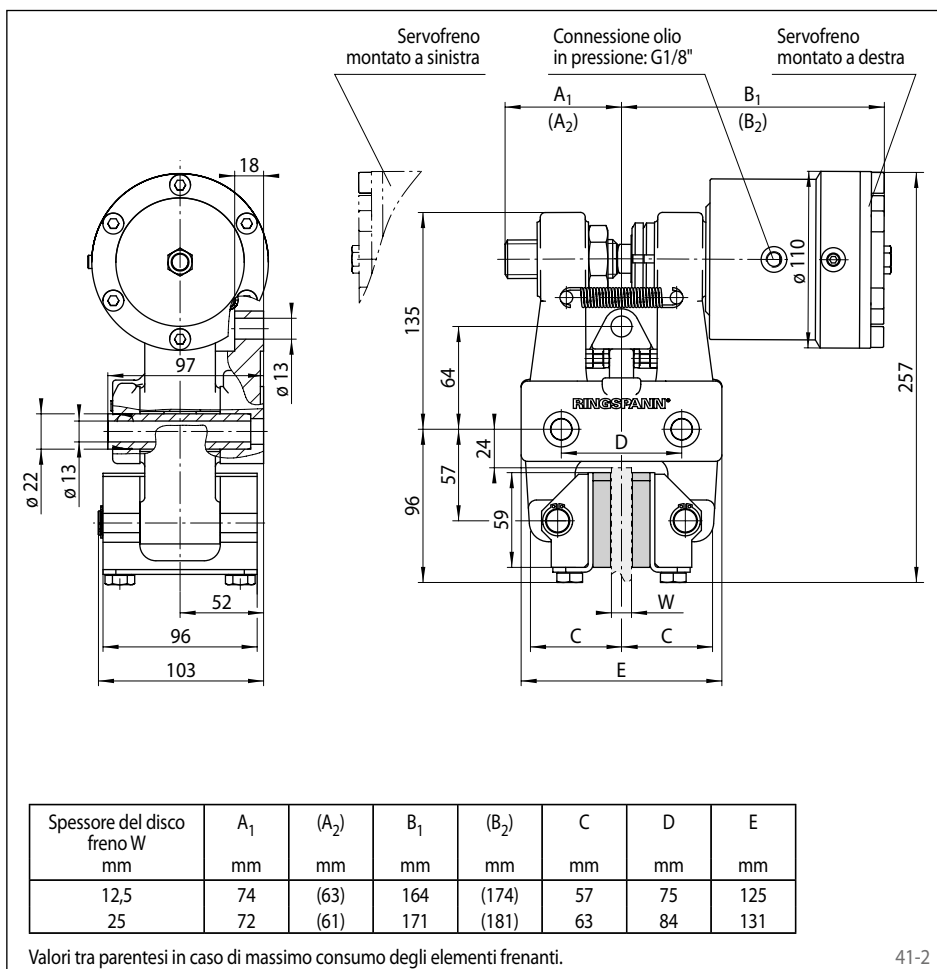 Servofreno
montato a sinistra
Connessione olio
in pressione: G1/8"
Servofreno
montato a destra
A₁
(A₂)
B₁
(B₂)
18
ø 110
135
97
ø 13
64
257
RINGSPANN®
D
24
ø 22
ø 13
57
96
59
52
W
96
C
C
103
E
Spessore del disco freno W mm | A₁ mm | (A₂) mm | B₁ mm | (B₂) mm | C mm | D mm | E mm
12,5 | 74 | (63) | 164 | (174) | 57 | 75 | 125
25 | 72 | (61) | 171 | (181) | 63 | 84 | 131
Valori tra parentesi in caso di massimo consumo degli elementi frenanti.
41-2